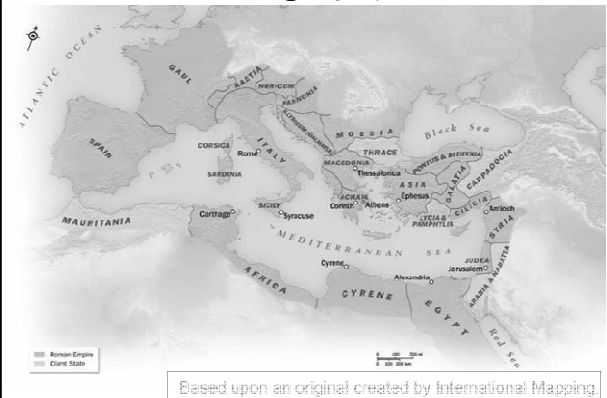 ATLANTIC OCEAN
GAUL
RAETIA
NORICUM
PANNONIA
ILLYRICUM (DALMATIA)
MOESIA
Black Sea
SPAIN
CORSICA
Rome
ITALY
THRACE
MACEDONIA
Thessalonica
PONTUS & BITHYNIA
GALATIA
CAPPADOCIA
SARDINIA
ASIA
Ephesus
ACHAIA
Corinth
Athens
LYCIA &
PAMPHYLIA
CILICIA
Antioch
SYRIA
MAURITANIA
Carthage
SICILY
Syracuse
MEDITERRANEAN SEA
Cyrene
Alexandria
JUDEA
Jerusalem
ARABIA & NABATEA
AFRICA
CYRENE
EGYPT
Red Sea
Roman Empire
Client State
Based upon an original created by International Mapping